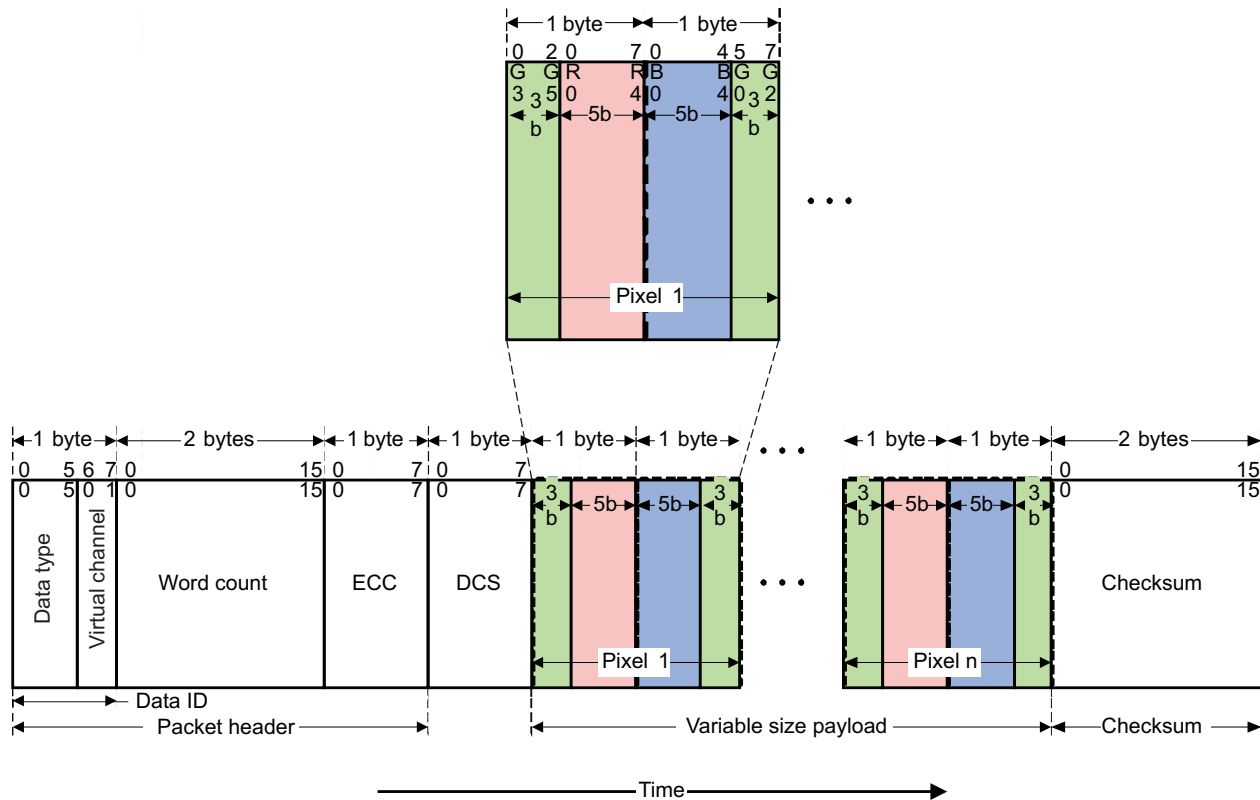 1 byte 1 byte
0 2 0 7 0 4 5 7
G G R R B B G G
3 5 0 4 0 4 0 2
3 b 5b 5b 3 b
Pixel 1
. . .
1 byte 2 bytes 1 byte 1 byte 1 byte 1 byte . . . 1 byte 1 byte 2 bytes
0 5 6 7 0 15 0 7 0 7 0 15
0 5 0 1 0 15 0 7 0 7 0 15
3 b 5b 5b 3 b 3 b 5b 5b 3 b
Data type Virtual channel Word count ECC DCS . . . Checksum
Pixel 1 Pixel n
Data ID
Packet header Variable size payload Checksum
Time